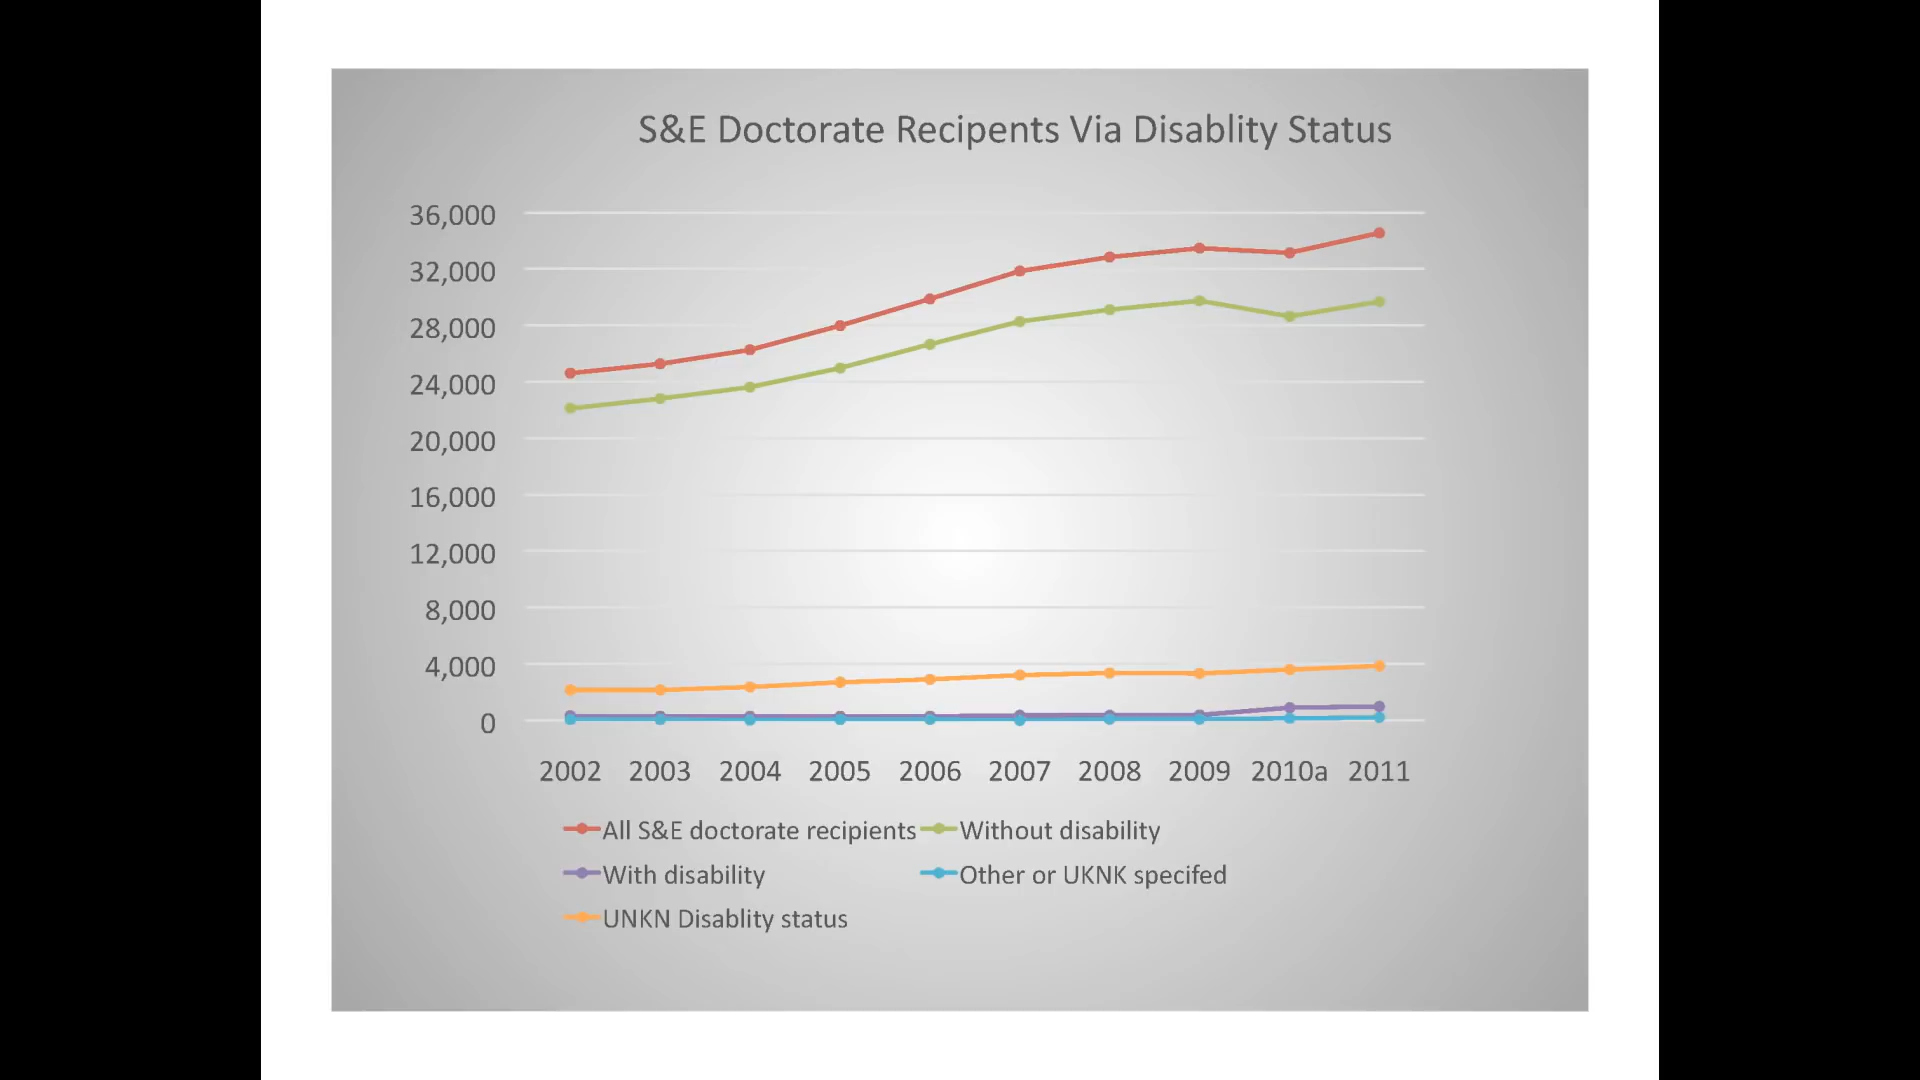 S&E Doctorate Recipents Via Disablity Status
36,000
32,000
28,000
24,000
20,000
16,000
12,000
8,000
4,000
0
2002 2003 2004 2005 2006 2007 2008 2009 2010a 2011
All S&E doctorate recipients Without disability
With disability Other or UKNK specifed
UNKN Disablity status